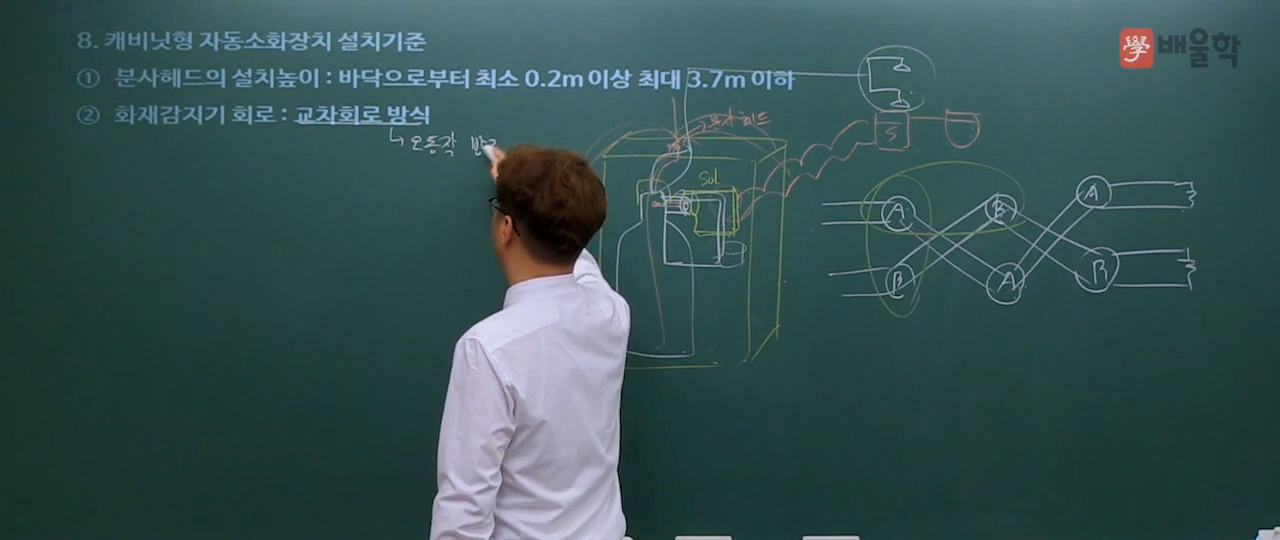 8. 캐비닛형 자동소화장치 설치기준
學 배울학
① 분사헤드의 설치높이 : 바닥으로부터 최소 0.2m 이상 최대 3.7m 이하
② 화재감지기 회로 : 교차회로 방식
오동작
헤드
S
Sol
A
B
A
B
A
B